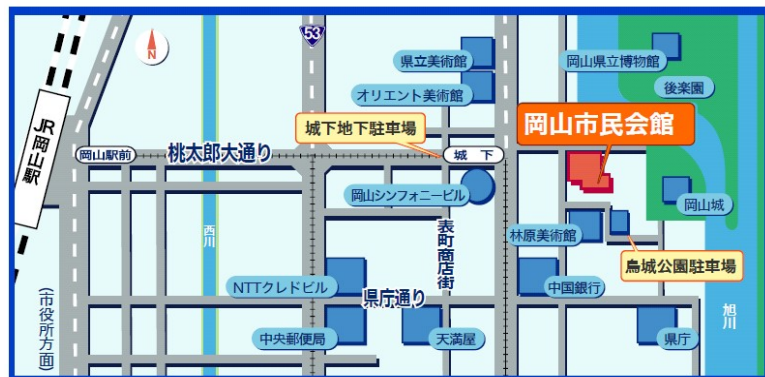 53
県立美術館
岡山県立博物館
後楽園
オリエント美術館
城下地下駐車場
岡山市民会館
JR岡山駅
岡山駅前
桃太郎大通り
城下
岡山シンフォニービル
岡山城
西川
表町商店街
林原美術館
烏城公園駐車場
NTTクレドビル
県庁通り
中国銀行
旭川
(市役所方面)
中央郵便局
天満屋
県庁
N